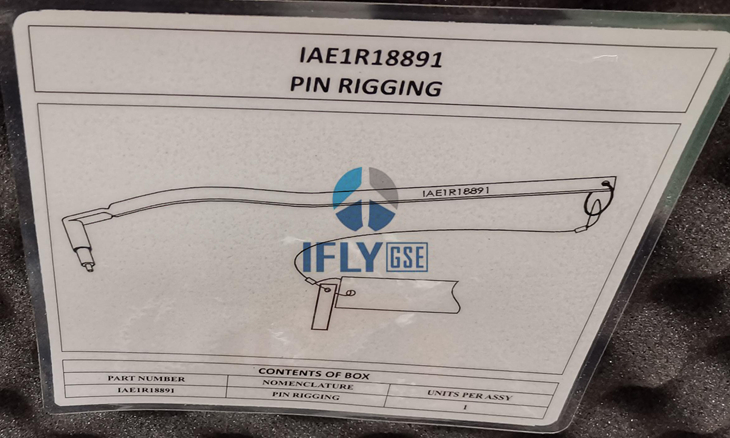 IAE1R18891
PIN RIGGING
IAE1R18891
IFLY GSE
CONTENTS OF BOX
PART NUMBER NOMENCLATURE UNITS PER ASSY
IAE1R18891 PIN RIGGING 1